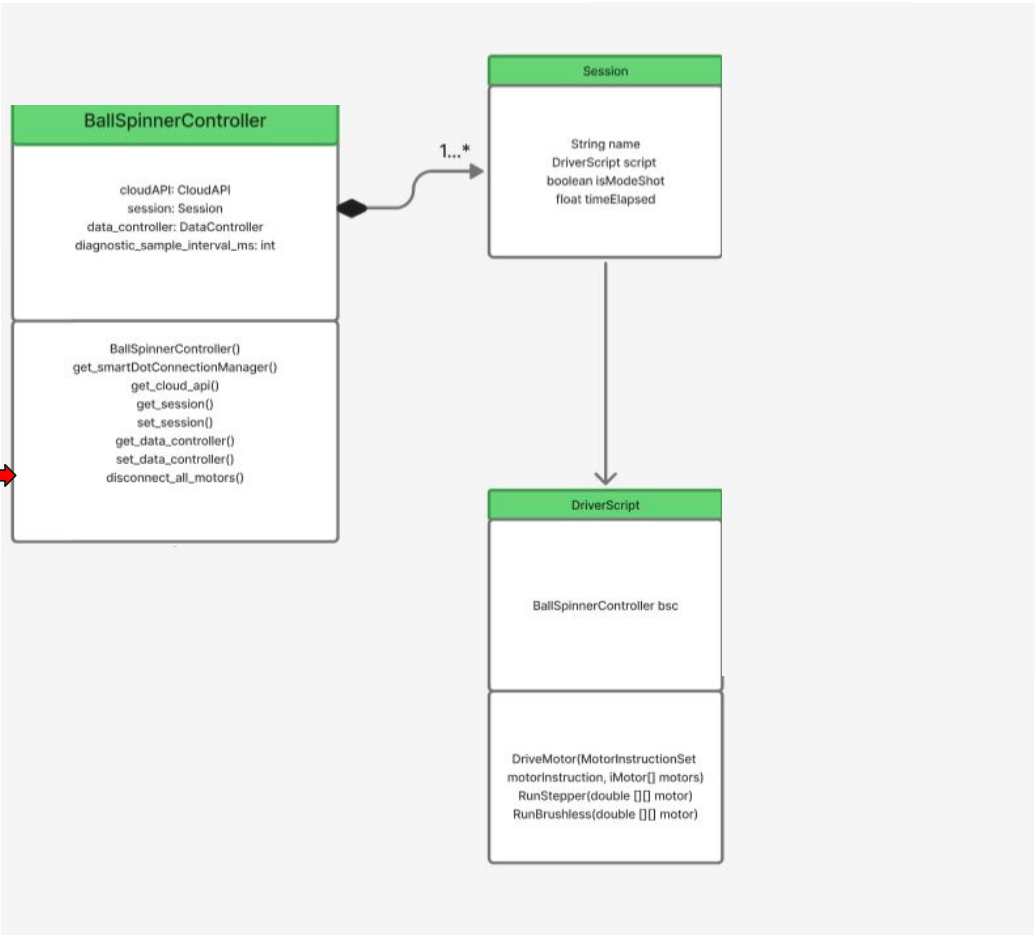 BallSpinnerController
cloudAPI: CloudAPI
session: Session
data_controller: DataController
diagnostic_sample_interval_ms: int
BallSpinnerController()
get_smartDotConnectionManager()
get_cloud_api()
get_session()
set_session()
get_data_controller()
set_data_controller()
disconnect_all_motors()
1...*
Session
String name
DriverScript script
boolean isModeShot
float timeElapsed
DriverScript
BallSpinnerController bsc
DriveMotor(MotorInstructionSet
motorInstruction, iMotor[] motors)
RunStepper(double [][] motor)
RunBrushless(double [][] motor)